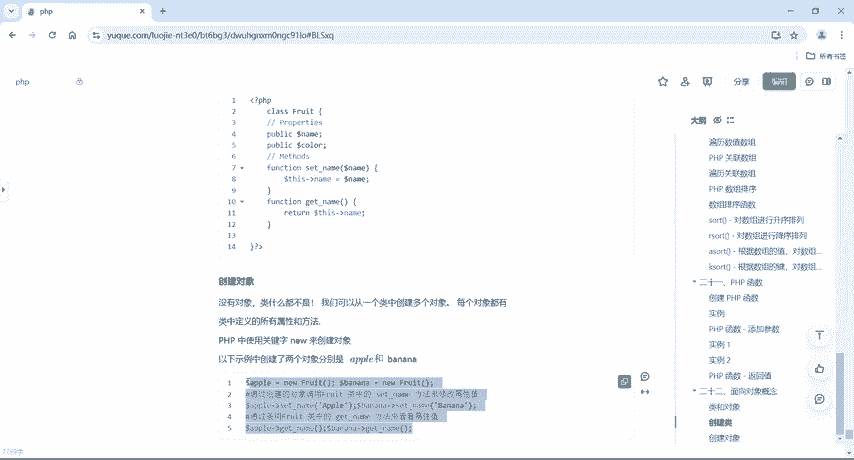 php
yuque.com/luojie-nt3e0/bt6bg3/dwuhgnxrn0ngc91lo#BLSxq
所有书签
php
分享
编辑
1 <?php
2 class Fruit {
3 // Properties
4 public $name;
5 public $color;
6 // Methods
7 function set_name($name) {
8 $this->name = $name;
9 }
10 function get_name() {
11 return $this->name;
12 }
13
14 }?>
创建对象
没有对象，类什么都不是！ 我们可以从一个类中创建多个对象。 每个对象都有
类中定义的所有属性和方法.
PHP 中使用关键字 new 来创建对象
以下示例中创建了两个对象分别是 apple和 banana
1 $apple = new Fruit(); $banana = new Fruit();
2 #通过创建的对象调用Fruit 类中的 set_name 方法来修改属性值
3 $apple->set_name('Apple');$banana->set_name('Banana');
4 #通过调用Fruit 类中的 get_name 方法来查看属性值
5 $apple->get_name();$banana->get_name();
大纲
遍历数值数组
PHP 关联数组
遍历关联数组
PHP 数组排序
数组排序函数
sort() - 对数组进行升序排列
rsort() - 对数组进行降序排列
asort() - 根据数组的值，对数组...
ksort() - 根据数组的键，对数组...
二十一、PHP 函数
创建 PHP 函数
实例
PHP 函数 - 添加参数
实例 1
实例 2
PHP 函数 - 返回值
二十二、面向对象概念
类和对象
创建类
创建对象